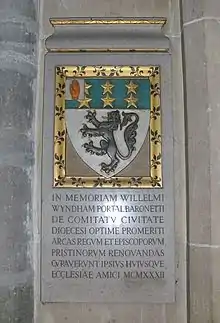 IN MEMORIAM WILLELMI
WYNDHAM PORTAL BARONETTI
DE COMITATV CIVITATE
DIOECESI OPTIME PROMERITI
ARCAS REGVM ET EPISCOPORVM
PRISTINORVM RENOVANDAS
CVRAVERVNT IPSIVS HVIVSQVE
ECCLESIAE AMICI MCMXXXII